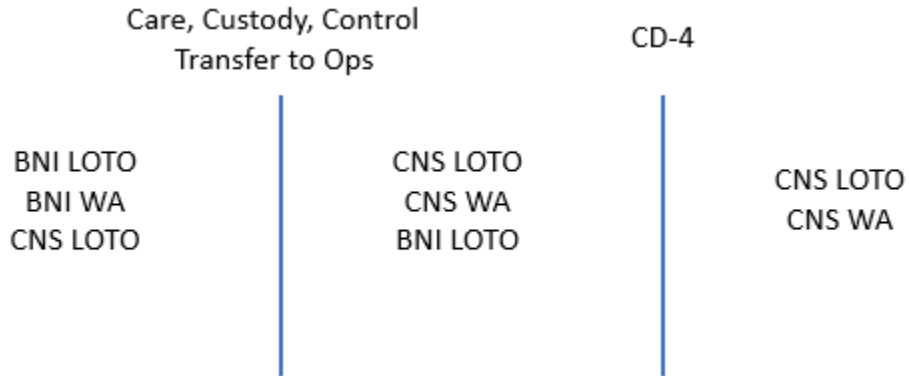 Care, Custody, Control
Transfer to Ops
CD-4
BNI LOTO
BNI WA
CNS LOTO
CNS LOTO
CNS WA
BNI LOTO
CNS LOTO
CNS WA